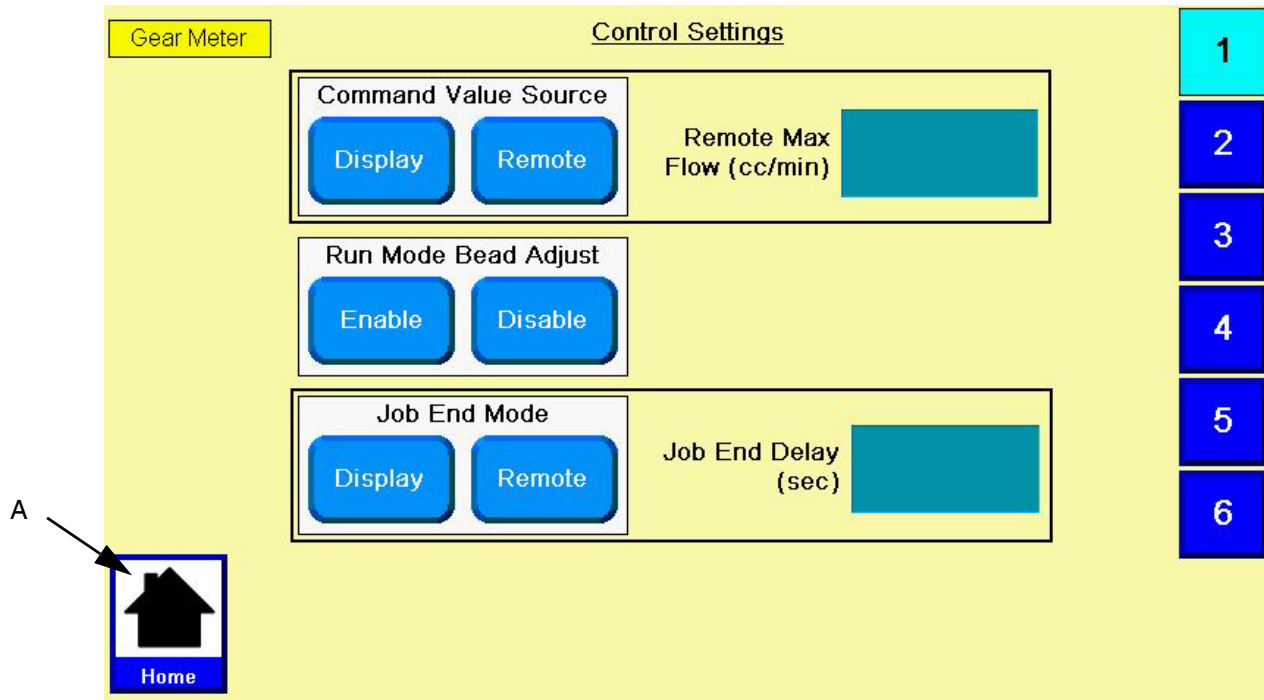 Gear Meter
Control Settings
1
Command Value Source
Display
Remote
Remote Max
Flow (cc/min)
2
3
Run Mode Bead Adjust
Enable
Disable
4
Job End Mode
Display
Remote
Job End Delay
(sec)
5
6
A
Home